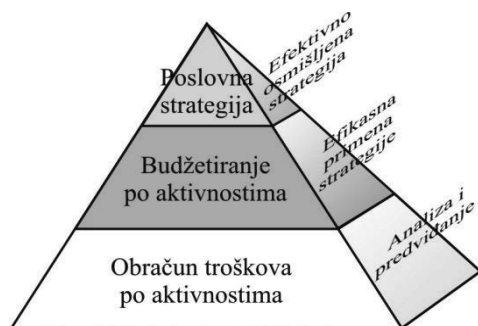 Poslovna
strategija
Efektivno
osmišljena
strategija
Budžetiranje
po aktivnostima
Efikasna
primena
strategije
Obračun troškova
po aktivnostima
Analiza i
predviđanje